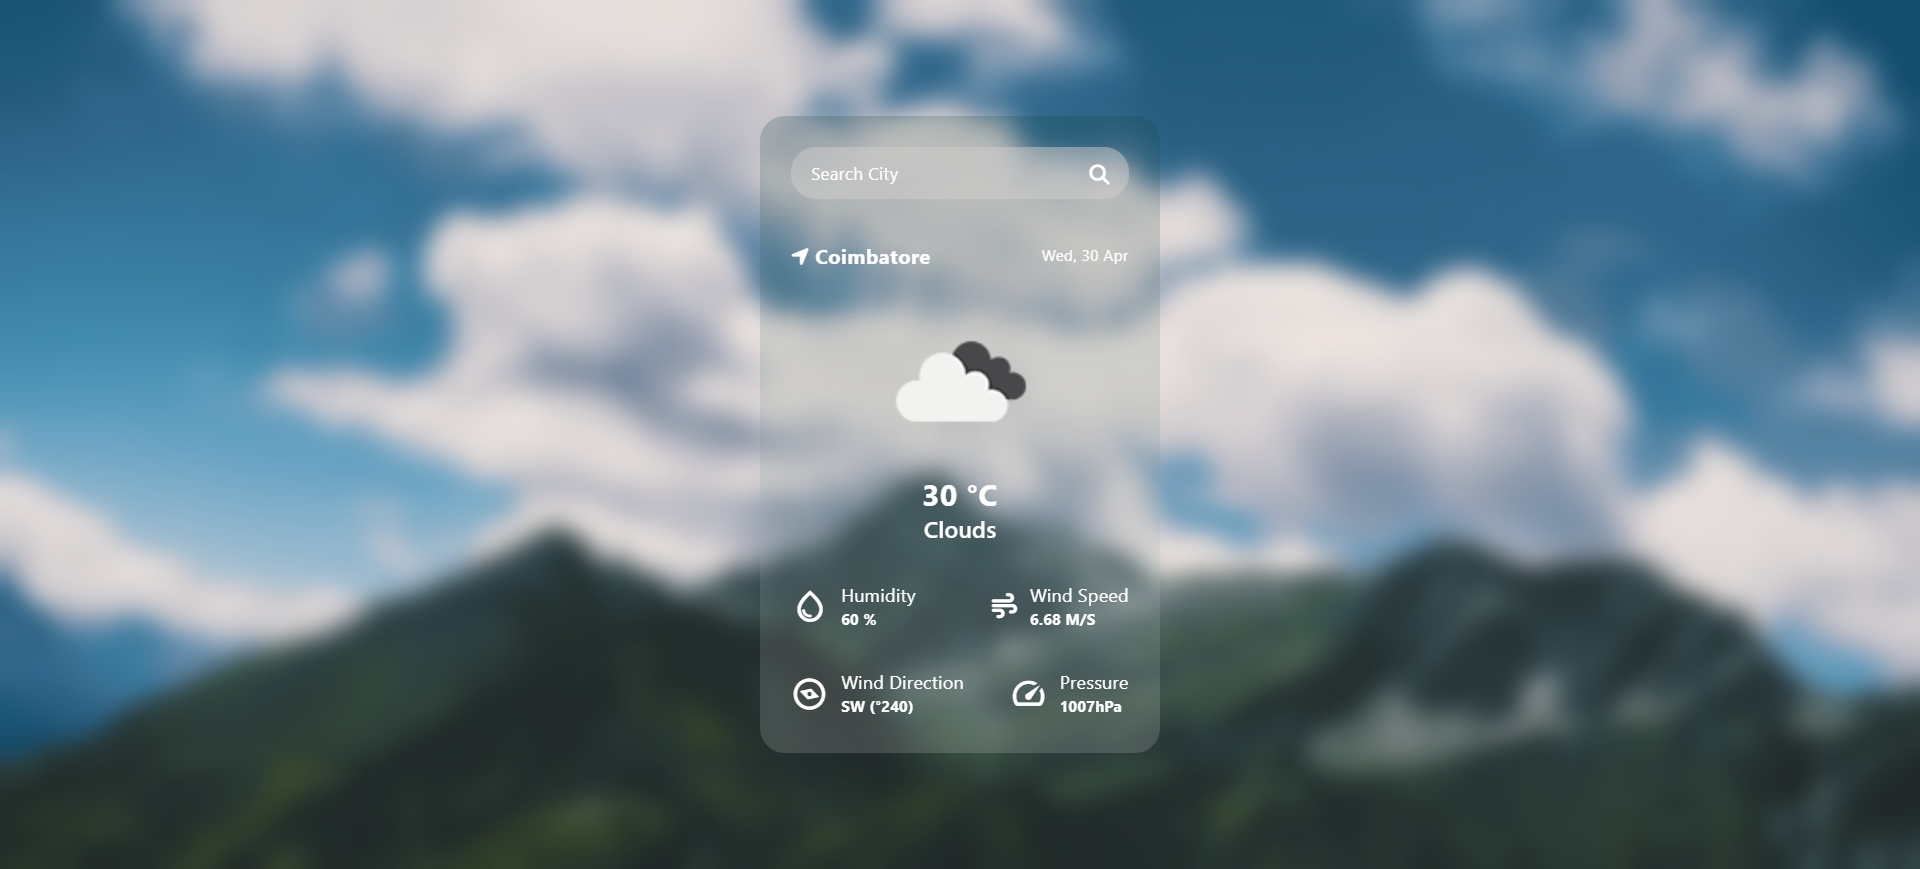 Search City
Coimbatore
Wed, 30 Apr
30 °C
Clouds
Humidity
60 %
Wind Speed
6.68 M/S
Wind Direction
SW (°240)
Pressure
1007hPa